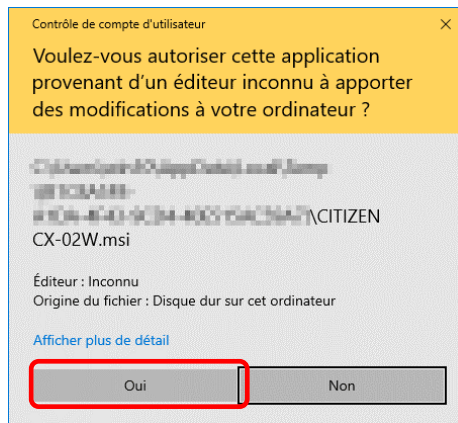 Contrôle de compte d'utilisateur
Voulez-vous autoriser cette application
provenant d'un éditeur inconnu à apporter
des modifications à votre ordinateur ?
\CITIZEN
CX-02W.msi
Éditeur : Inconnu
Origine du fichier : Disque dur sur cet ordinateur
Afficher plus de détail
Oui
Non